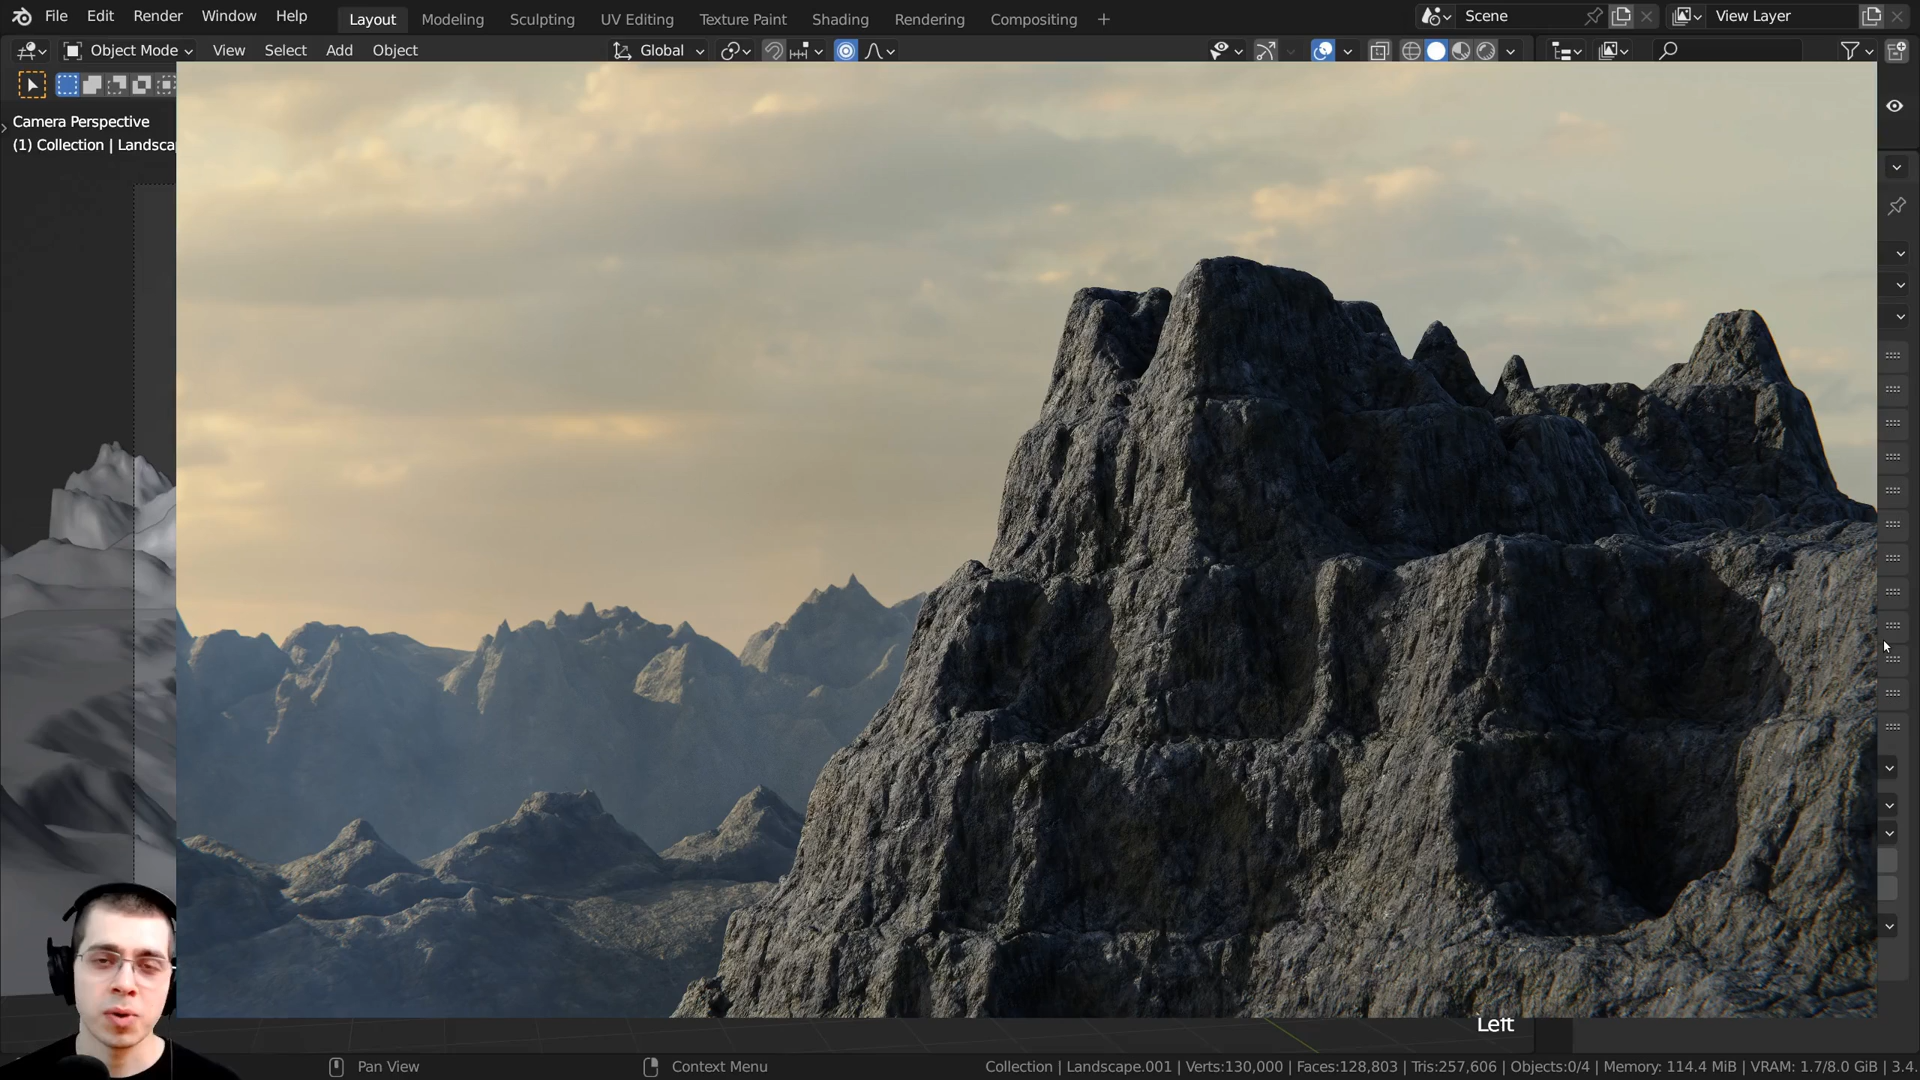 File Edit Render Window Help Layout Modeling Sculpting UV Editing Texture Paint Shading Rendering Animation Compositing + Scene View Layer
Object Mode View Select Add Object Global
Camera Perspective
(1) Collection | Landsca
Left
Pan View Context Menu Collection | Landscape.001 | Verts:130,000 | Faces:128,803 | Tris:257,606 | Objects:0/4 | Memory: 114.4 MiB | VRAM: 1.7/8.0 GiB | 3.4.